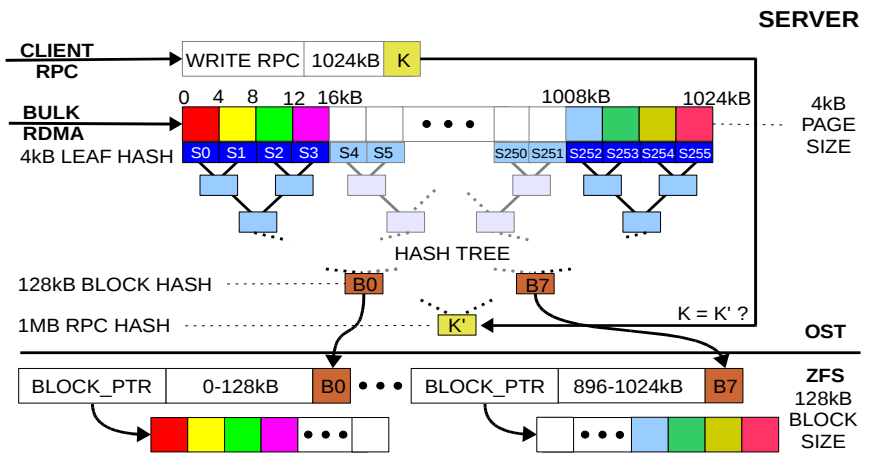 SERVER
CLIENT
RPC
WRITE RPC 1024kB K
0 4 8 12 16kB 1008kB 1024kB
BULK
RDMA
4kB
PAGE
SIZE
4kB LEAF HASH S0 S1 S2 S3 S4 S5 S250 S251 S252 S253 S254 S255
HASH TREE
128kB BLOCK HASH B0 B7
1MB RPC HASH K' K = K' ?
OST
BLOCK_PTR 0-128kB B0 BLOCK_PTR 896-1024kB B7
ZFS
128kB
BLOCK
SIZE